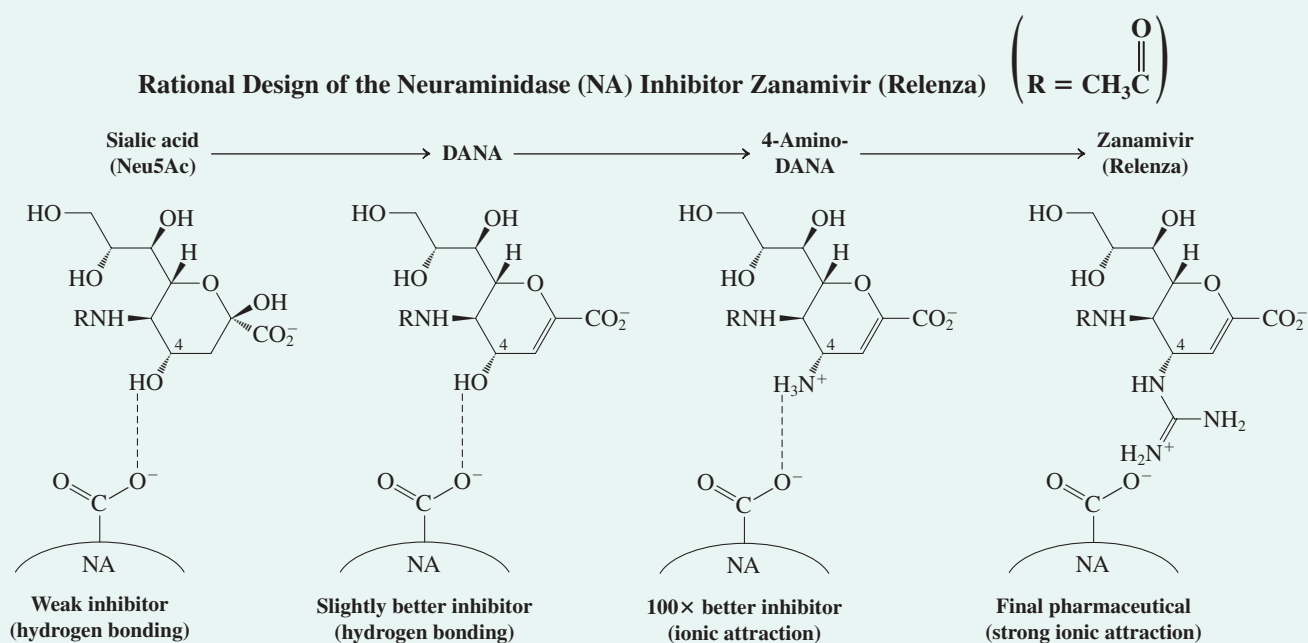 Rational Design of the Neuraminidase (NA) Inhibitor Zanamivir (Relenza) (R = CH₃C
O
)
Sialic acid
(Neu5Ac)
DANA
4-Amino-
DANA
Zanamivir
(Relenza)
HO
OH
HO
H
O
OH
RNH
CO₂⁻
4
HO
O
O⁻
C
NA
Weak inhibitor
(hydrogen bonding)
HO
OH
HO
H
O
RNH
CO₂⁻
4
HO
O
O⁻
C
NA
Slightly better inhibitor
(hydrogen bonding)
HO
OH
HO
H
O
RNH
CO₂⁻
4
H₃N⁺
O
O⁻
C
NA
100× better inhibitor
(ionic attraction)
HO
OH
HO
H
O
RNH
CO₂⁻
4
HN
NH₂
H₂N⁺
O
O⁻
C
NA
Final pharmaceutical
(strong ionic attraction)